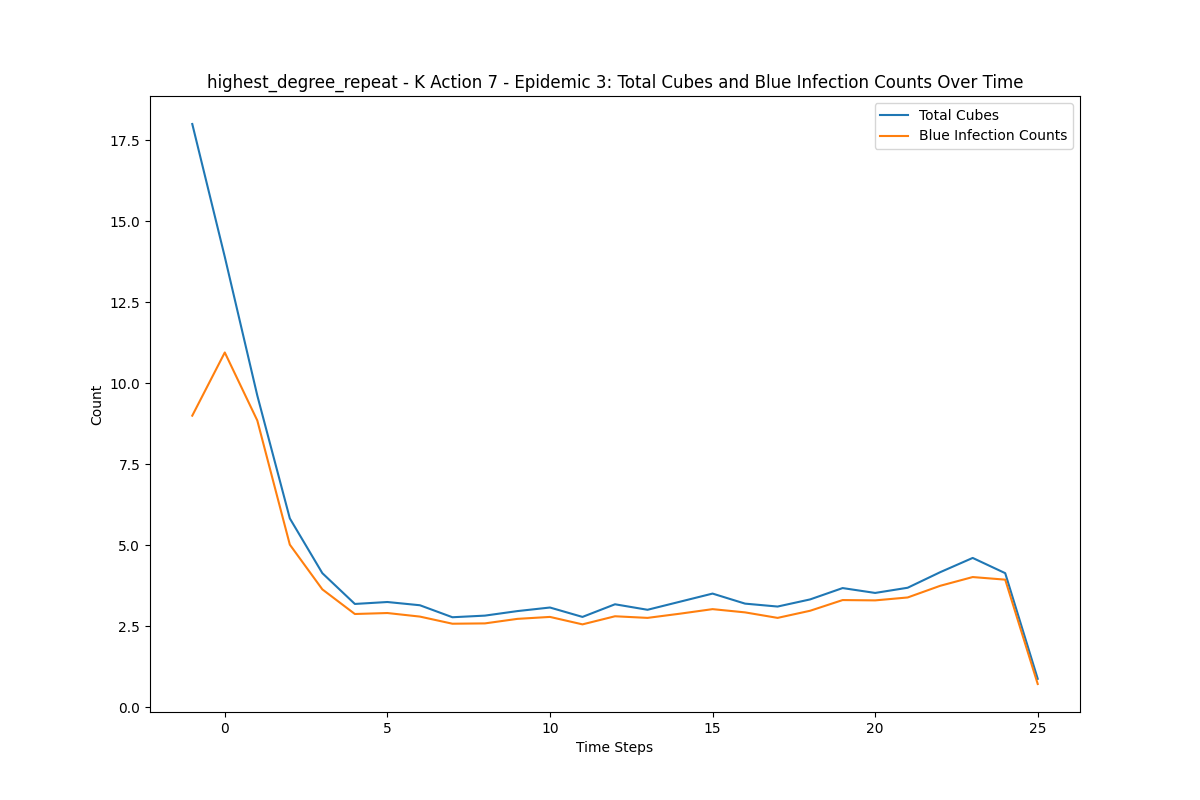 highest_degree_repeat - K Action 7 - Epidemic 3: Total Cubes and Blue Infection Counts Over Time
Total Cubes
Blue Infection Counts
17.5
15.0
12.5
10.0
7.5
5.0
2.5
0.0
Count
0 5 10 15 20 25
Time Steps